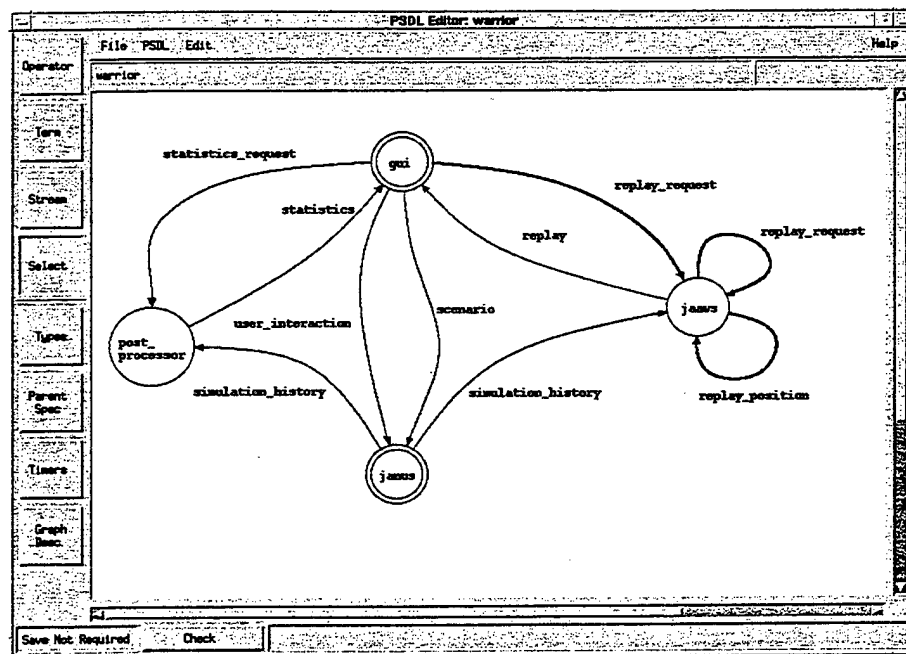 PSDL Editor: warrior
File PSDL Edit Help
Operator
warrior
Term
statistics_request
gui
replay_request
Stream
statistics
replay_request
replay
Select
jaaws
user_interaction
scenario
Types
post_
processor
simulation_history
simulation_history
replay_position
Parent
Spec
Timers
janus
Graph
Desc
Save Not Required Check